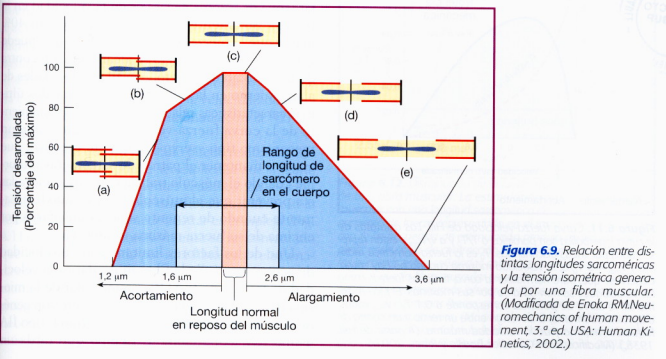 Tensión desarrollada
(Porcentaje del máximo)
100
80
60
40
20
0
(a)
(b)
(c)
(d)
(e)
Rango de
longitud de
sarcómero
en el cuerpo
1,2 µm
1,6 µm
2,6 µm
3,6 µm
Acortamiento
Alargamiento
Longitud normal
en reposo del músculo
Figura 6.9. Relación entre dis-
tintas longitudes sarcoméricas
y la tensión isométrica genera-
da por una fibra muscular.
(Modificada de Enoka RM.Neu-
romechanics of human move-
ment, 3.ª ed. USA: Human Ki-
netics, 2002.)